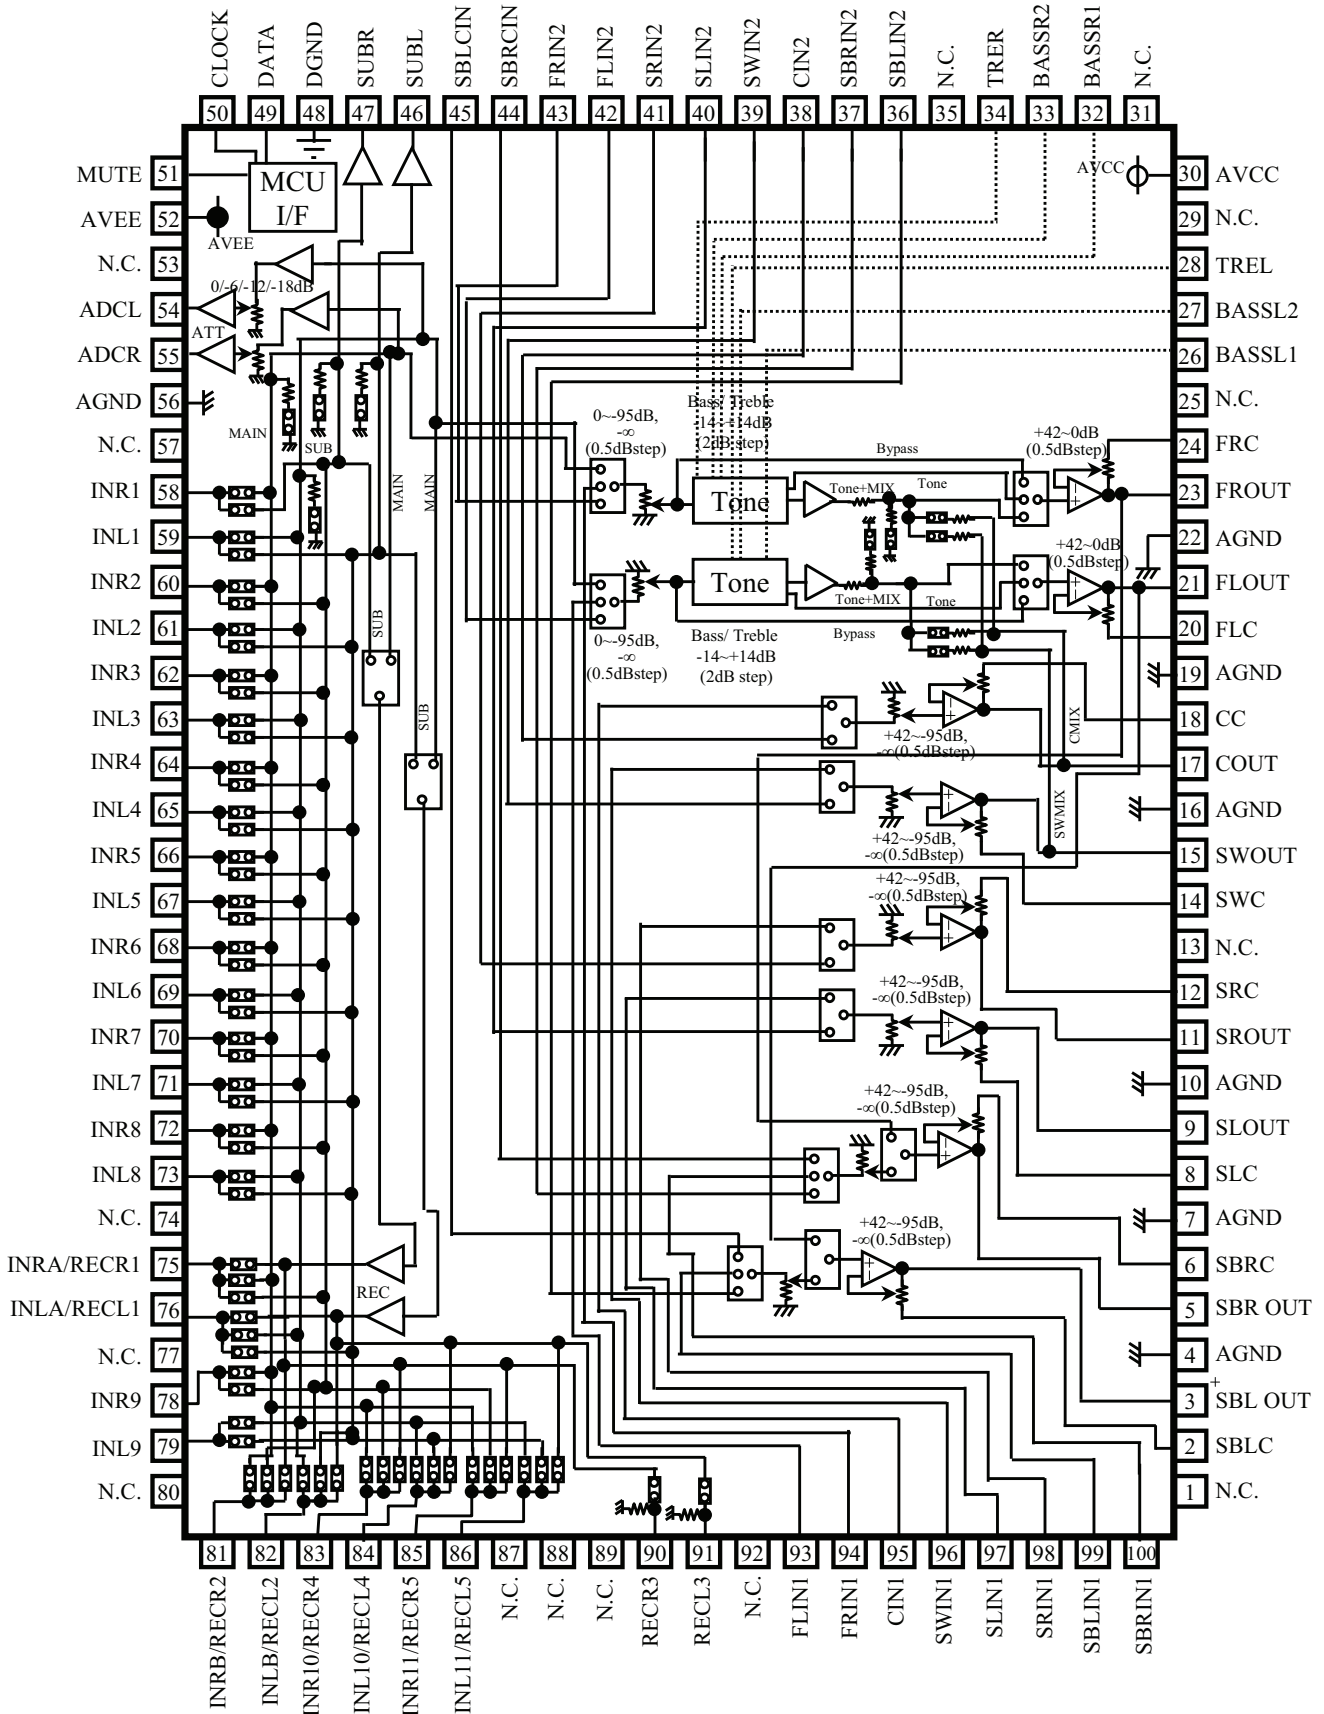 CLOCK
DATA
DGND
SUBR
SUBL
SBLCIN
SBRCIN
FRIN2
FLIN2
SRIN2
SLIN2
SWIN2
CIN2
SBRIN2
SBLIN2
N.C.
TRER
BASSR2
BASSR1
N.C.
50 49 48 47 46 45 44 43 42 41 40 39 38 37 36 35 34 33 32 31
MUTE 51
AVEE 52
N.C. 53
ADCL 54
ADCR 55
AGND 56
N.C. 57
INR1 58
INL1 59
INR2 60
INL2 61
INR3 62
INL3 63
INR4 64
INL4 65
INR5 66
INL5 67
INR6 68
INL6 69
INR7 70
INL7 71
INR8 72
INL8 73
N.C. 74
INRA/RECR1 75
INLA/RECL1 76
N.C. 77
INR9 78
INL9 79
N.C. 80
MCU
I/F
AVEE
0/-6/-12/-18dB
ATT
MAIN
SUB
MAIN
MAIN
SUB
SUB
REC
0~-95dB,
-∞
(0.5dBstep)
Bass/ Treble
-14~+14dB
(2dB step)
Bypass
+42~0dB
(0.5dBstep)
Tone
Tone+MIX
Tone
+42~0dB
(0.5dBstep)
Tone
Tone+MIX
Tone
0~-95dB,
-∞
(0.5dBstep)
Bass/ Treble
-14~+14dB
(2dB step)
Bypass
+42~-95dB,
-∞(0.5dBstep)
CMIX
+42~-95dB,
-∞(0.5dBstep)
SWMIX
+42~-95dB,
-∞(0.5dBstep)
+42~-95dB,
-∞(0.5dBstep)
+42~-95dB,
-∞(0.5dBstep)
+42~-95dB,
-∞(0.5dBstep)
AVCC
30 AVCC
29 N.C.
28 TREL
27 BASSL2
26 BASSL1
25 N.C.
24 FRC
23 FROUT
22 AGND
21 FLOUT
20 FLC
19 AGND
18 CC
17 COUT
16 AGND
15 SWOUT
14 SWC
13 N.C.
12 SRC
11 SROUT
10 AGND
9 SLOUT
8 SLC
7 AGND
6 SBRC
5 SBR OUT
4 AGND
+
3 SBL OUT
2 SBLC
1 N.C.
81 82 83 84 85 86 87 88 89 90 91 92 93 94 95 96 97 98 99 100
INRB/RECR2
INLB/RECL2
INR10/RECR4
INL10/RECL4
INR11/RECR5
INL11/RECL5
N.C.
N.C.
N.C.
RECR3
RECL3
N.C.
FLIN1
FRIN1
CIN1
SWIN1
SLIN1
SRIN1
SBLIN1
SBRIN1